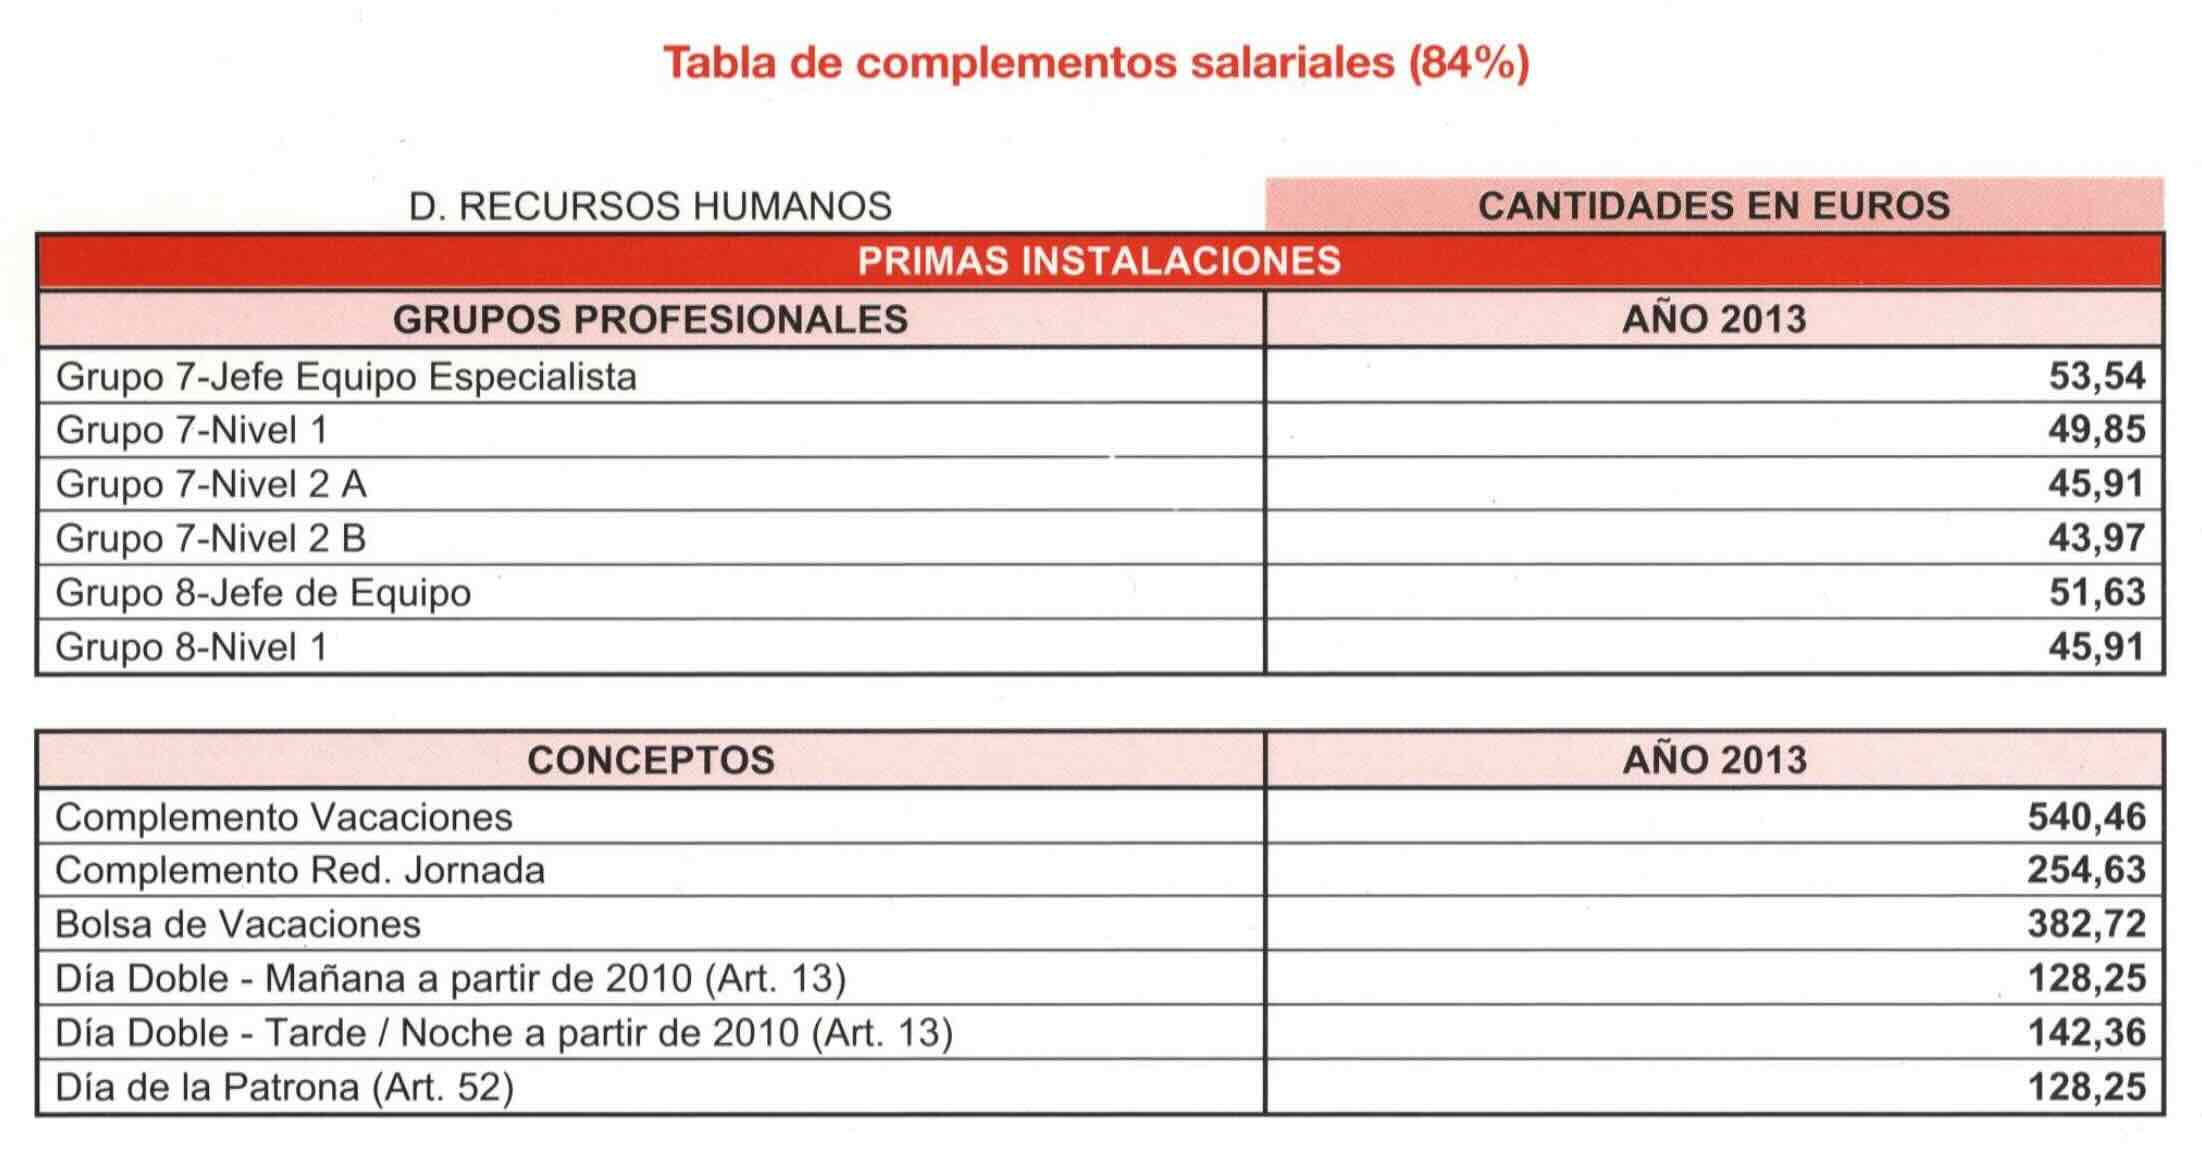 Tabla de complementos salariales (84%)
D. RECURSOS HUMANOS CANTIDADES EN EUROS
PRIMAS INSTALACIONES
GRUPOS PROFESIONALES AÑO 2013
Grupo 7-Jefe Equipo Especialista 53,54
Grupo 7-Nivel 1 49,85
Grupo 7-Nivel 2 A 45,91
Grupo 7-Nivel 2 B 43,97
Grupo 8-Jefe de Equipo 51,63
Grupo 8-Nivel 1 45,91
CONCEPTOS AÑO 2013
Complemento Vacaciones 540,46
Complemento Red. Jornada 254,63
Bolsa de Vacaciones 382,72
Día Doble - Mañana a partir de 2010 (Art. 13) 128,25
Día Doble - Tarde / Noche a partir de 2010 (Art. 13) 142,36
Día de la Patrona (Art. 52) 128,25